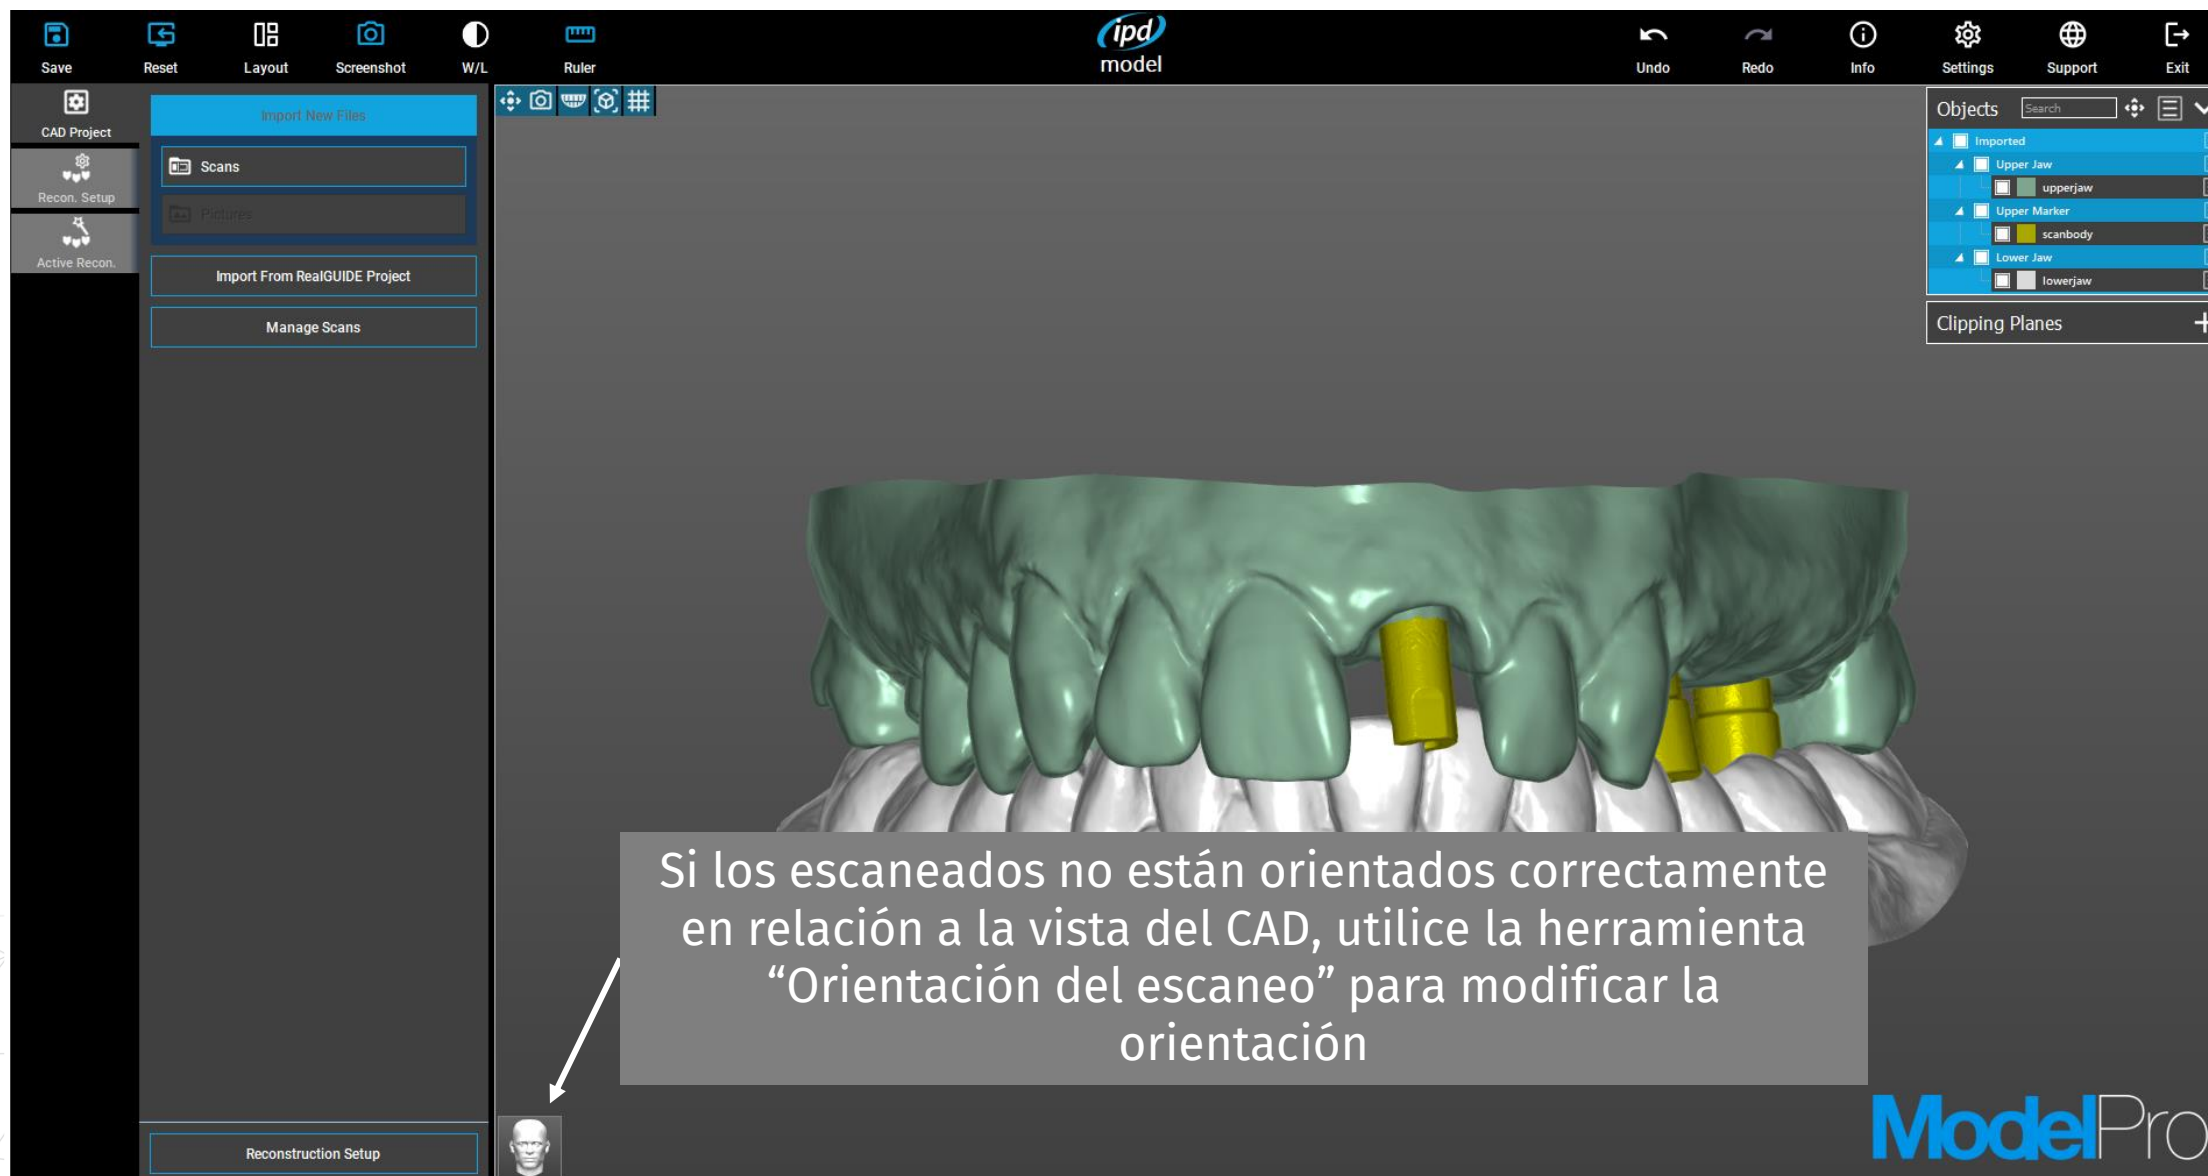 ipd
model
Save
Reset
Layout
Screenshot
W/L
Ruler
Undo
Redo
Info
Settings
Support
Exit
CAD Project
Recon. Setup
Active Recon.
Import New Files
Scans
Pictures
Import From RealGUIDE Project
Manage Scans
Reconstruction Setup
Objects
Search
Imported
Upper Jaw
upperjaw
Upper Marker
scanbody
Lower Jaw
lowerjaw
Clipping Planes
Si los escaneados no están orientados correctamente
en relación a la vista del CAD, utilice la herramienta
“Orientación del escaneo” para modificar la
orientación
ModelPro